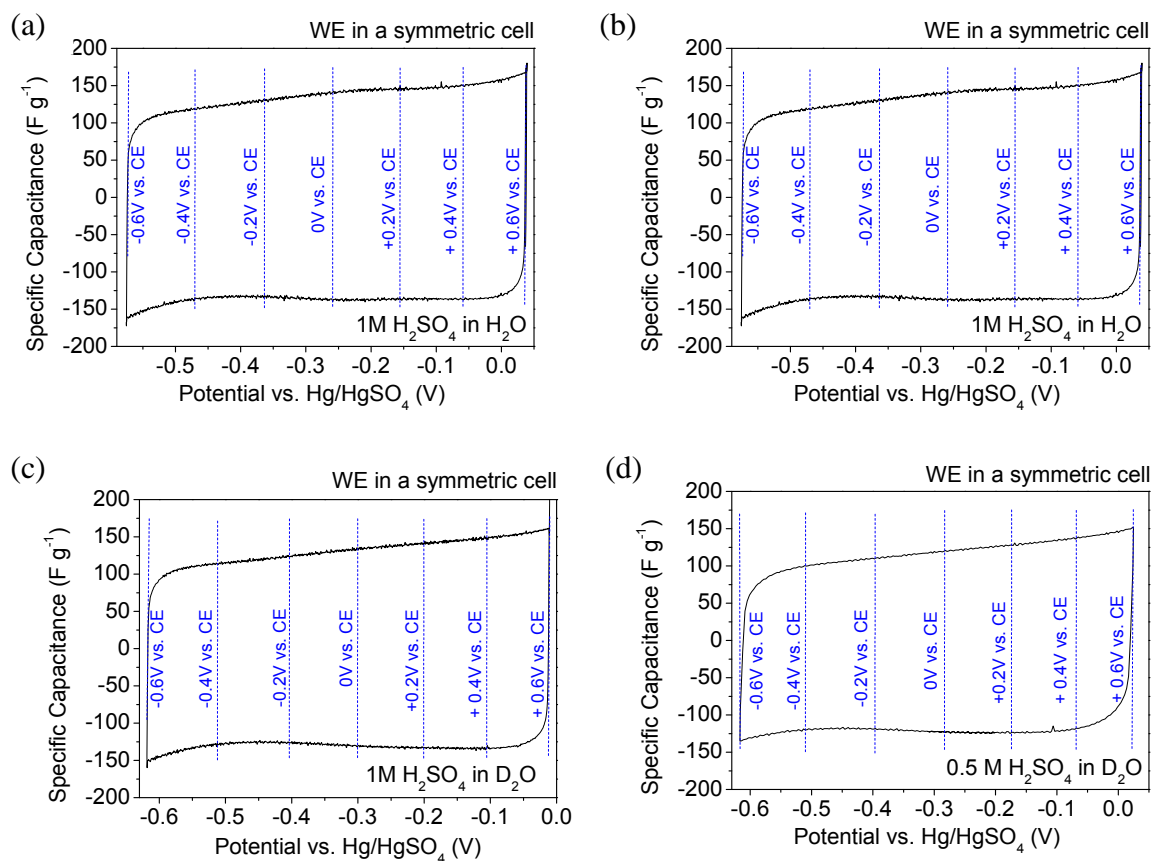 (a)
WE in a symmetric cell
200
150
100
50
0
-50
-100
-150
-200
Specific Capacitance (F g⁻¹)
-0.6V vs. CE
-0.4V vs. CE
-0.2V vs. CE
0V vs. CE
+0.2V vs. CE
+ 0.4V vs. CE
+ 0.6V vs. CE
1M H₂SO₄ in H₂O
-0.5 -0.4 -0.3 -0.2 -0.1 0.0
Potential vs. Hg/HgSO₄ (V)
(b)
WE in a symmetric cell
200
150
100
50
0
-50
-100
-150
-200
Specific Capacitance (F g⁻¹)
-0.6V vs. CE
-0.4V vs. CE
-0.2V vs. CE
0V vs. CE
+0.2V vs. CE
+ 0.4V vs. CE
+ 0.6V vs. CE
1M H₂SO₄ in H₂O
-0.5 -0.4 -0.3 -0.2 -0.1 0.0
Potential vs. Hg/HgSO₄ (V)
(c)
WE in a symmetric cell
200
150
100
50
0
-50
-100
-150
-200
Specific Capacitance (F g⁻¹)
-0.6V vs. CE
-0.4V vs. CE
-0.2V vs. CE
0V vs. CE
+0.2V vs. CE
+ 0.4V vs. CE
+ 0.6V vs. CE
1M H₂SO₄ in D₂O
-0.6 -0.5 -0.4 -0.3 -0.2 -0.1 0.0
Potential vs. Hg/HgSO₄ (V)
(d)
WE in a symmetric cell
200
150
100
50
0
-50
-100
-150
-200
Specific Capacitance (F g⁻¹)
-0.6V vs. CE
-0.4V vs. CE
-0.2V vs. CE
0V vs. CE
+0.2V vs. CE
+ 0.4V vs. CE
+ 0.6V vs. CE
0.5 M H₂SO₄ in D₂O
-0.6 -0.5 -0.4 -0.3 -0.2 -0.1 0.0
Potential vs. Hg/HgSO₄ (V)